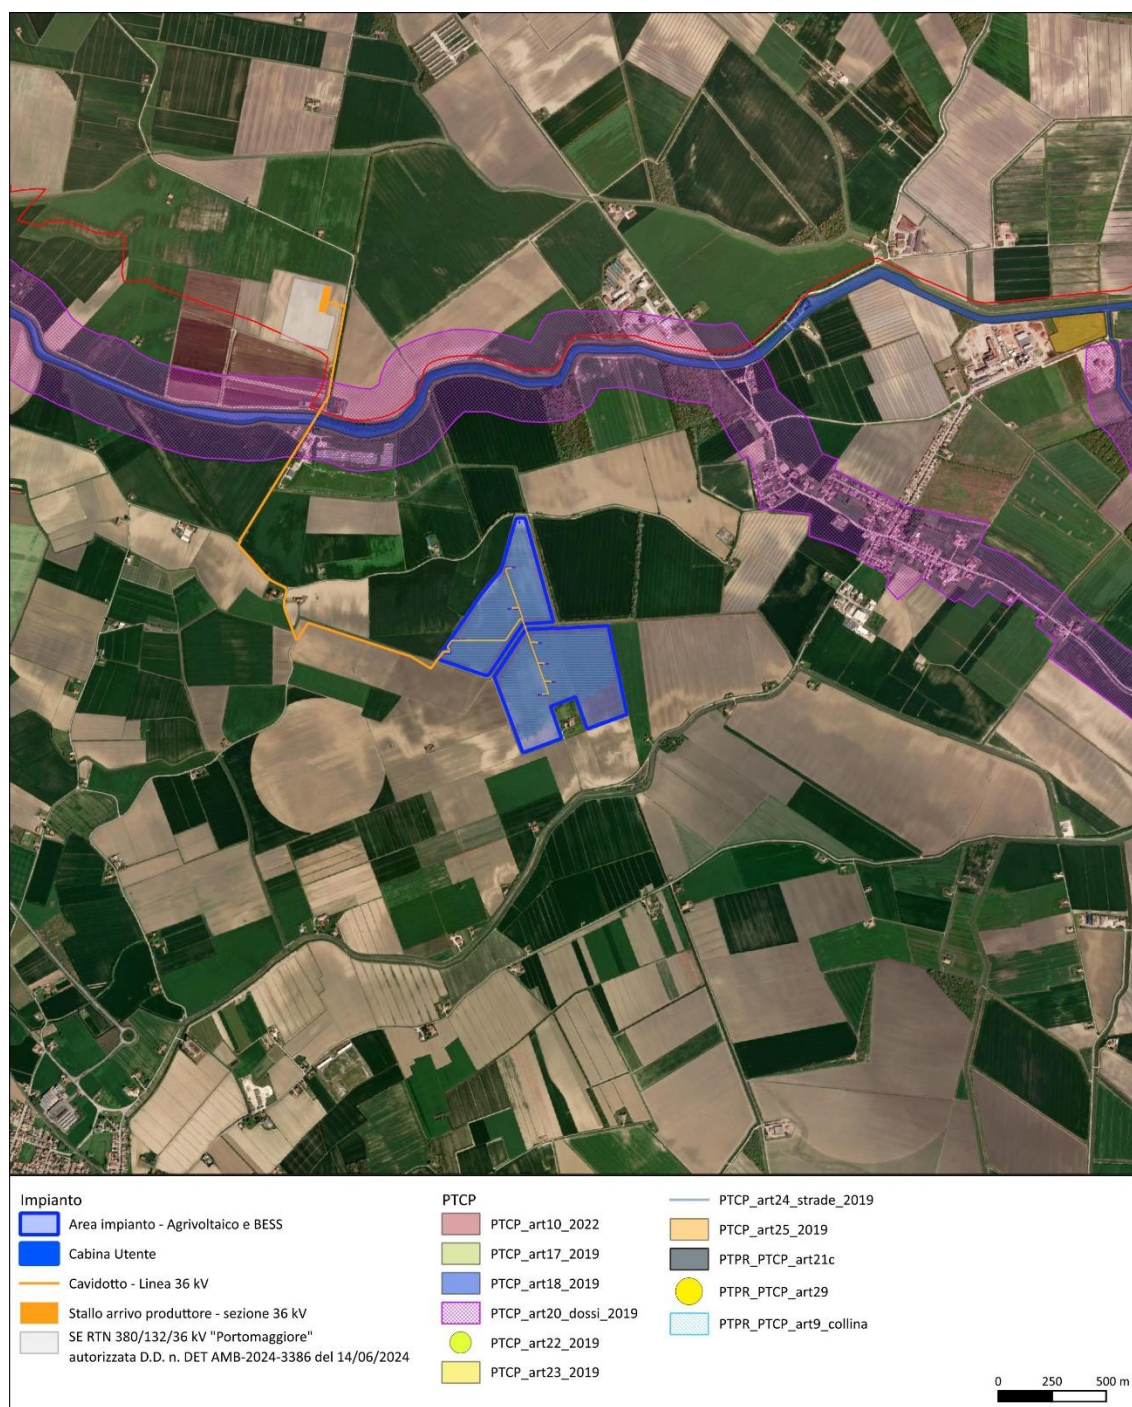 Impianto
Area impianto - Agrivoltaico e BESS
Cabina Utente
Cavidotto - Linea 36 kV
Stallo arrivo produttore - sezione 36 kV
SE RTN 380/132/36 kV "Portomaggiore"
autorizzata D.D. n. DET AMB-2024-3386 del 14/06/2024
PTCP
PTCP_art10_2022
PTCP_art17_2019
PTCP_art18_2019
PTCP_art20_dossi_2019
PTCP_art22_2019
PTCP_art23_2019
PTCP_art24_strade_2019
PTCP_art25_2019
PTPR_PTCP_art21c
PTPR_PTCP_art29
PTPR_PTCP_art9_collina
0 250 500 m